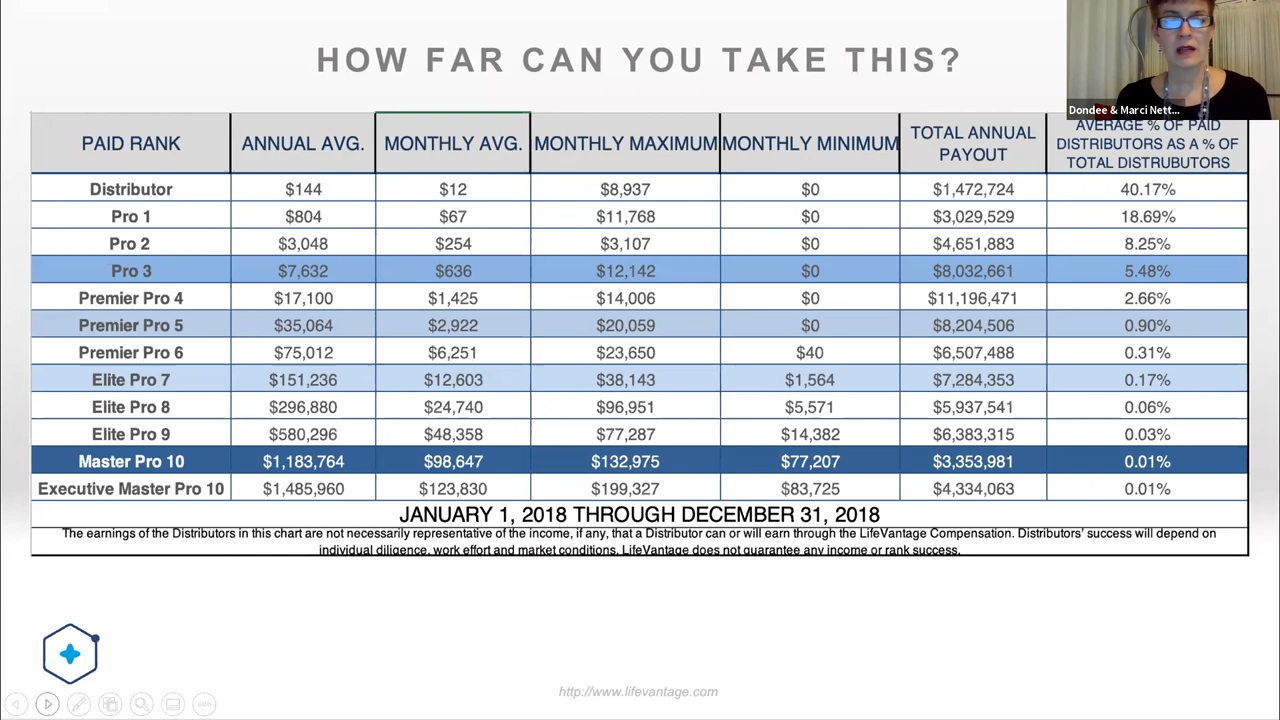 HOW FAR CAN YOU TAKE THIS?
Dondee & Marci Nett...
PAID RANK ANNUAL AVG. MONTHLY AVG. MONTHLY MAXIMUM MONTHLY MINIMUM TOTAL ANNUAL PAYOUT AVERAGE % OF PAID DISTRIBUTORS AS A % OF TOTAL DISTRUBUTORS
Distributor $144 $12 $8,937 $0 $1,472,724 40.17%
Pro 1 $804 $67 $11,768 $0 $3,029,529 18.69%
Pro 2 $3,048 $254 $3,107 $0 $4,651,883 8.25%
Pro 3 $7,632 $636 $12,142 $0 $8,032,661 5.48%
Premier Pro 4 $17,100 $1,425 $14,006 $0 $11,196,471 2.66%
Premier Pro 5 $35,064 $2,922 $20,059 $0 $8,204,506 0.90%
Premier Pro 6 $75,012 $6,251 $23,650 $40 $6,507,488 0.31%
Elite Pro 7 $151,236 $12,603 $38,143 $1,564 $7,284,353 0.17%
Elite Pro 8 $296,880 $24,740 $96,951 $5,571 $5,937,541 0.06%
Elite Pro 9 $580,296 $48,358 $77,287 $14,382 $6,383,315 0.03%
Master Pro 10 $1,183,764 $98,647 $132,975 $77,207 $3,353,981 0.01%
Executive Master Pro 10 $1,485,960 $123,830 $199,327 $83,725 $4,334,063 0.01%
JANUARY 1, 2018 THROUGH DECEMBER 31, 2018
The earnings of the Distributors in this chart are not necessarily representative of the income, if any, that a Distributor can or will earn through the LifeVantage Compensation. Distributors' success will depend on
individual diligence, work effort and market conditions. LifeVantage does not guarantee any income or rank success.
http://www.lifevantage.com